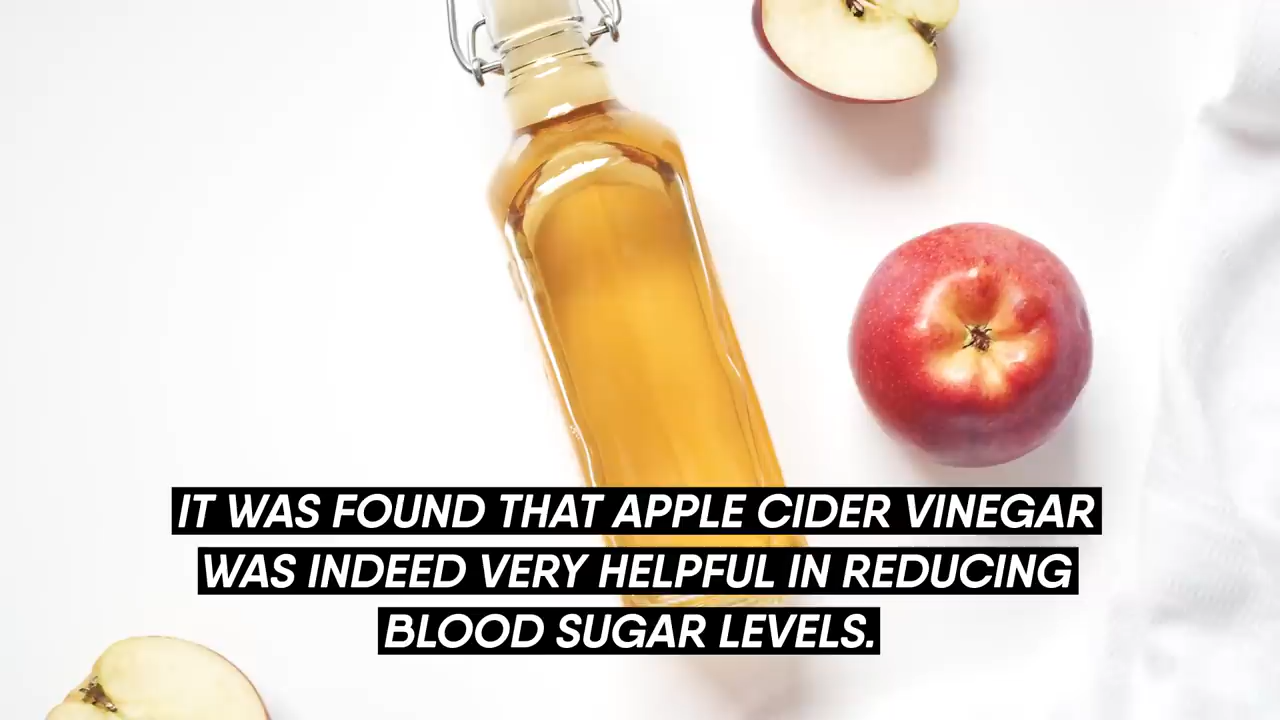 IT WAS FOUND THAT APPLE CIDER VINEGAR
WAS INDEED VERY HELPFUL IN REDUCING
BLOOD SUGAR LEVELS.